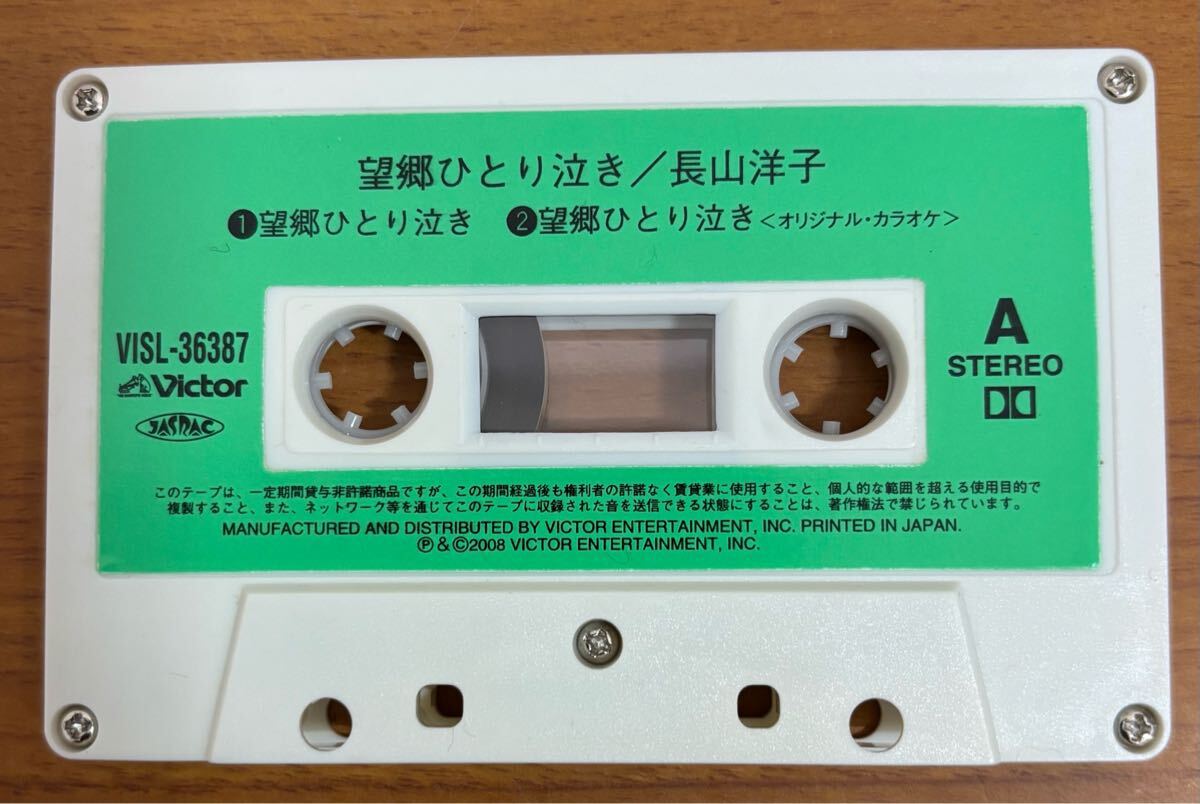 望郷ひとり泣き／長山洋子
❶望郷ひとり泣き ❷望郷ひとり泣き＜オリジナル・カラオケ＞
VISL-36387
Victor
JASRAC
A
STEREO
このテープは、一定期間貸与非許諾商品ですが、この期間経過後も権利者の許諾なく賃貸業に使用すること、個人的な範囲を超える使用目的で
複製すること、また、ネットワーク等を通じてこのテープに収録された音を送信できる状態にすることは、著作権法で禁じられています。
MANUFACTURED AND DISTRIBUTED BY VICTOR ENTERTAINMENT, INC. PRINTED IN JAPAN.
℗&©2008 VICTOR ENTERTAINMENT, INC.